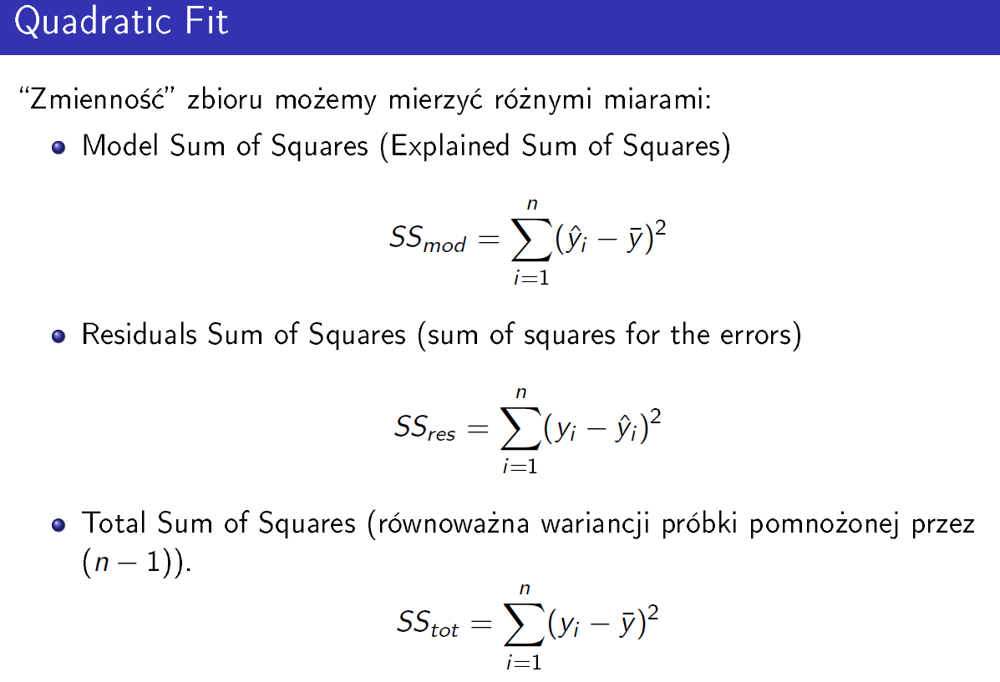 Quadratic Fit
“Zmienność” zbioru możemy mierzyć różnymi miarami:
Model Sum of Squares (Explained Sum of Squares)
$SS_{mod} = \sum_{i=1}^{n} (\hat{y}_i - \bar{y})^2$
Residuals Sum of Squares (sum of squares for the errors)
$SS_{res} = \sum_{i=1}^{n} (y_i - \hat{y}_i)^2$
Total Sum of Squares (równoważna wariancji próbki pomnożonej przez
$(n - 1)$).
$SS_{tot} = \sum_{i=1}^{n} (y_i - \bar{y})^2$